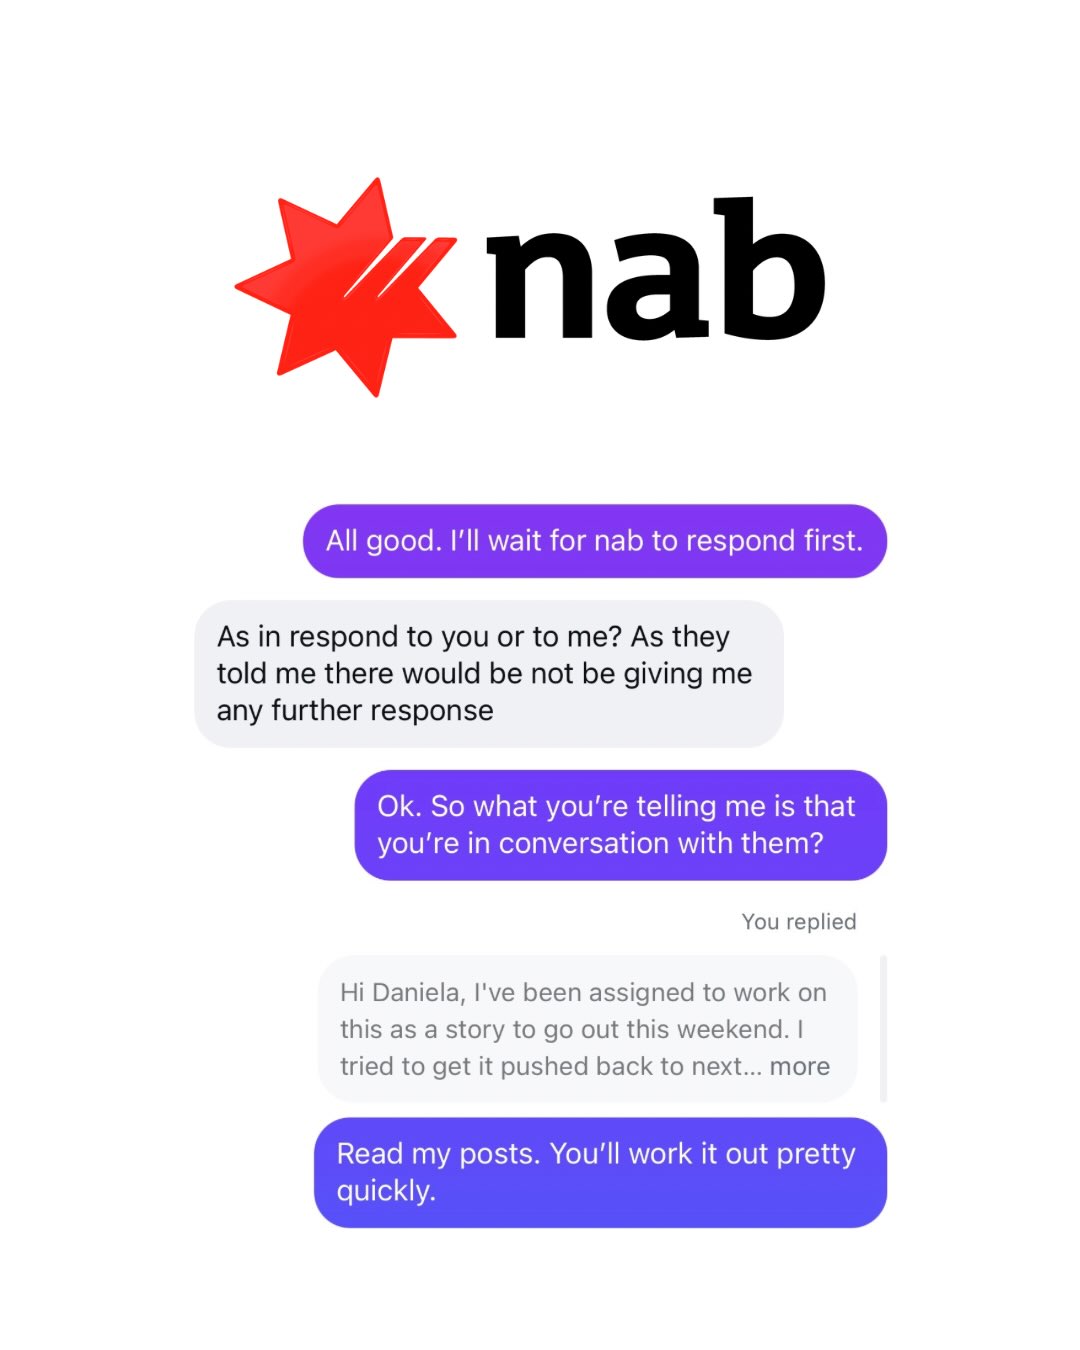 nab
All good. I’ll wait for nab to respond first.
As in respond to you or to me? As they
told me there would be not be giving me
any further response
Ok. So what you’re telling me is that
you’re in conversation with them?
You replied
Hi Daniela, I've been assigned to work on
this as a story to go out this weekend. I
tried to get it pushed back to next... more
Read my posts. You’ll work it out pretty
quickly.